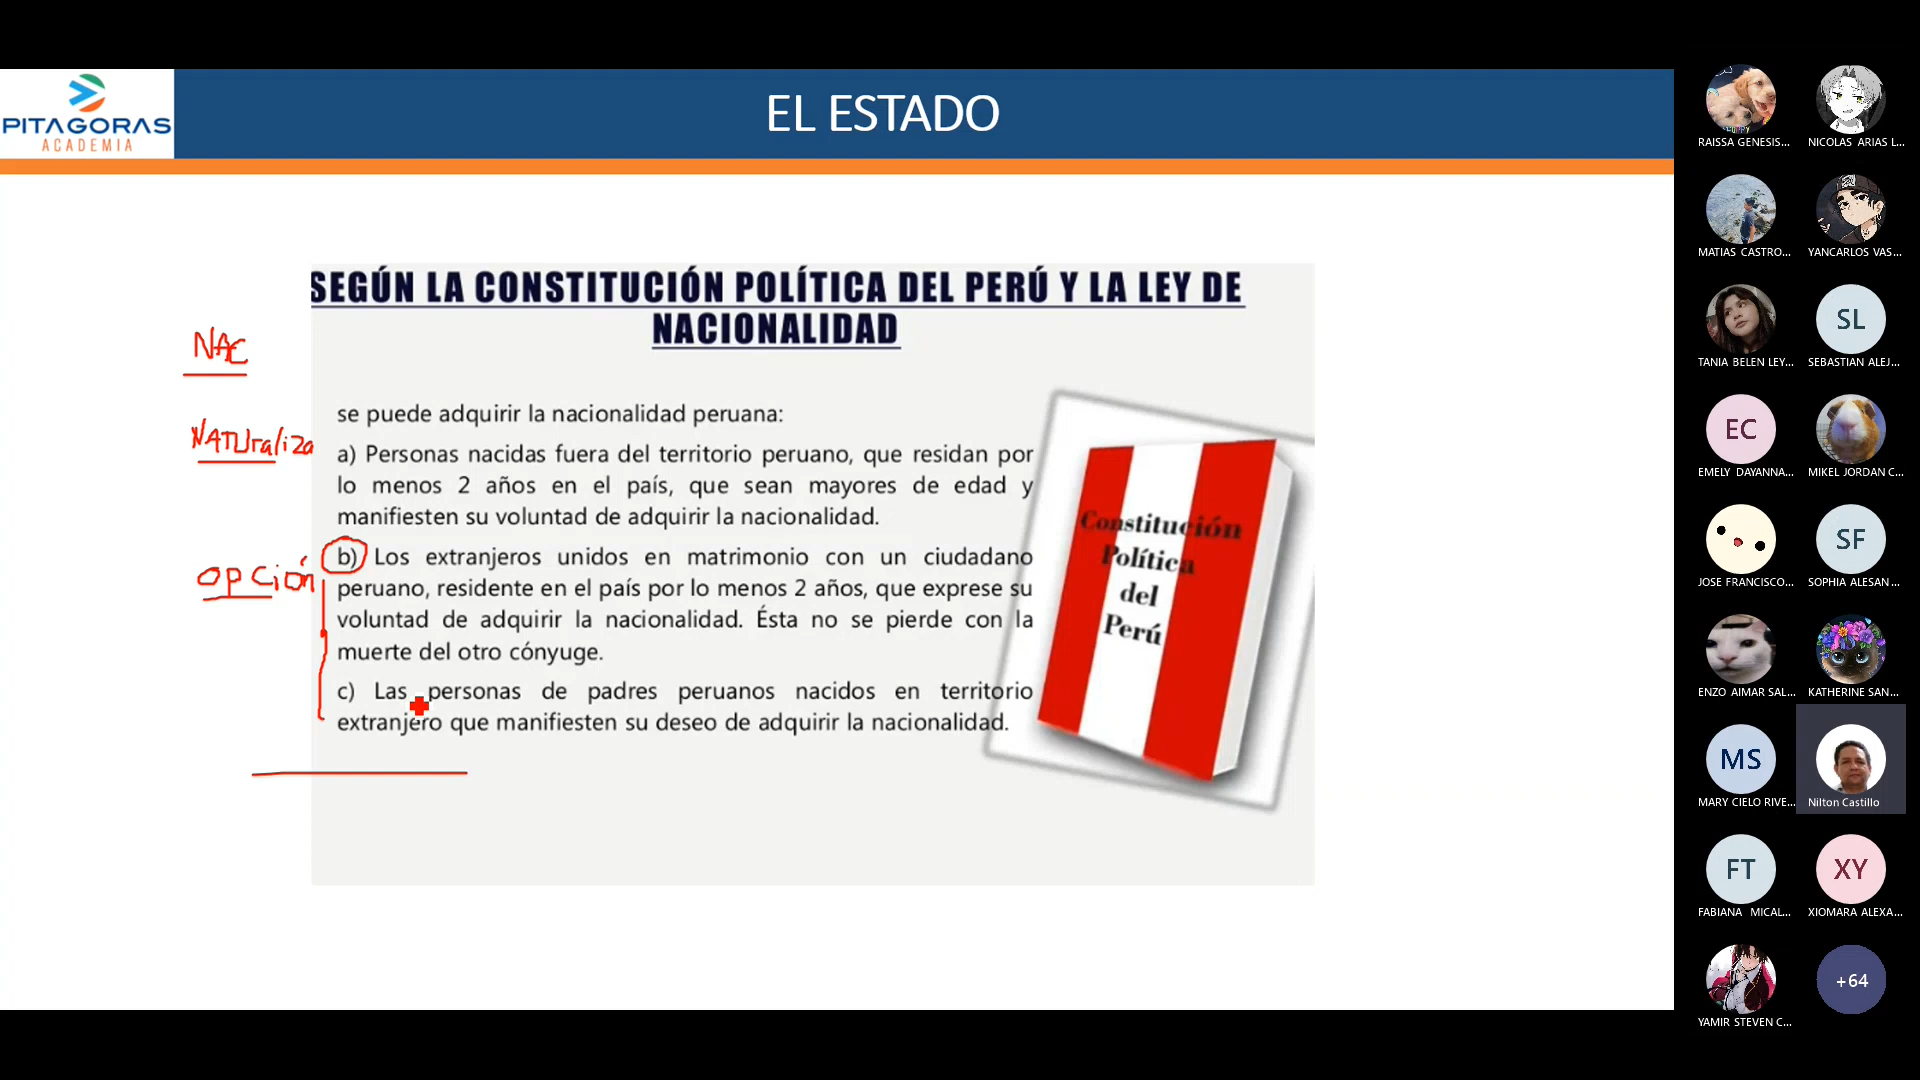 PITAGORAS
ACADEMIA
EL ESTADO
SEGÚN LA CONSTITUCIÓN POLÍTICA DEL PERÚ Y LA LEY DE
NACIONALIDAD
NAC
NATUraliza
OPCión
se puede adquirir la nacionalidad peruana:
a) Personas nacidas fuera del territorio peruano, que residan por
lo menos 2 años en el país, que sean mayores de edad y
manifiesten su voluntad de adquirir la nacionalidad.
b) Los extranjeros unidos en matrimonio con un ciudadano
peruano, residente en el país por lo menos 2 años, que exprese su
voluntad de adquirir la nacionalidad. Ésta no se pierde con la
muerte del otro cónyuge.
c) Las personas de padres peruanos nacidos en territorio
extranjero que manifiesten su deseo de adquirir la nacionalidad.
Constitución
Política
del
Perú
RAISSA GENESIS...
NICOLAS ARIAS L...
MATIAS CASTRO...
YANCARLOS VAS...
TANIA BELEN LEY...
SL
SEBASTIAN ALEJ...
EC
EMELY DAYANNA...
MIKEL JORDAN C...
JOSE FRANCISCO...
SF
SOPHIA ALESAN...
ENZO AIMAR SAL...
KATHERINE SAN...
MS
MARY CIELO RIVE...
Nilton Castillo
FT
FABIANA MICAL...
XY
XIOMARA ALEXA...
YAMIR STEVEN C...
+64